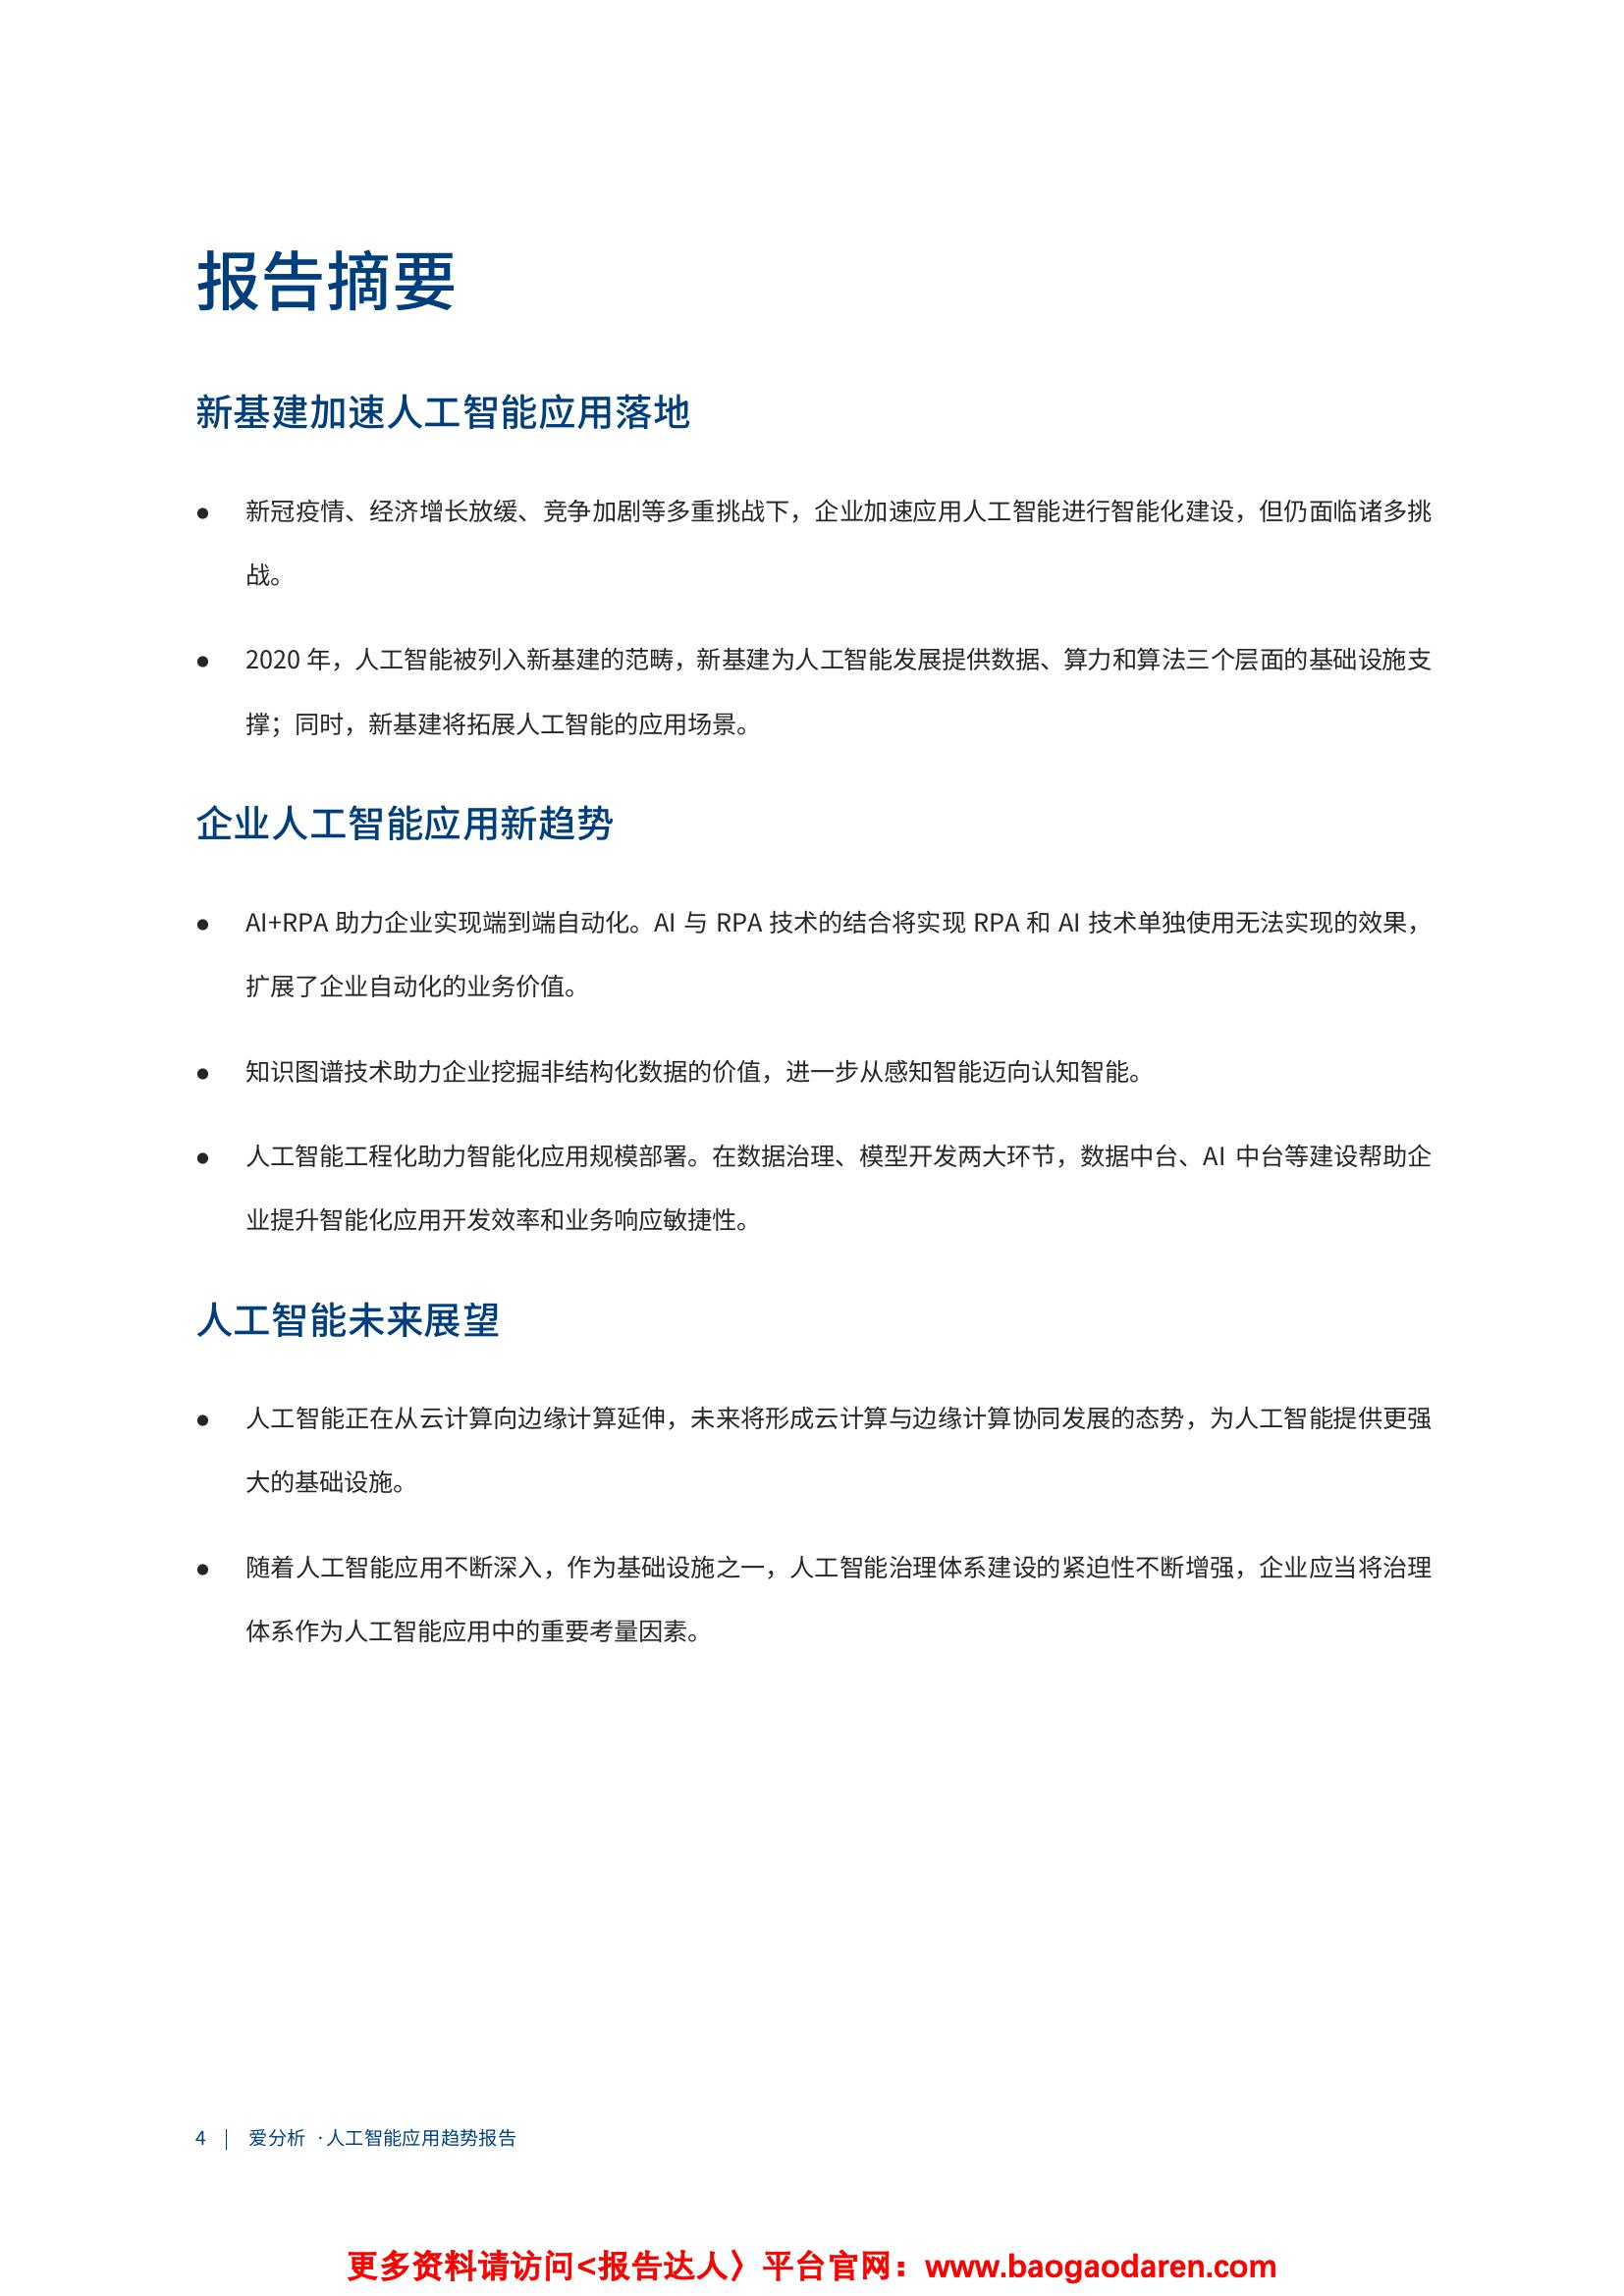 报告摘要
新基建加速人工智能应用落地
● 新冠疫情、经济增长放缓、竞争加剧等多重挑战下，企业加速应用人工智能进行智能化建设，但仍面临诸多挑
战。
● 2020 年，人工智能被列入新基建的范畴，新基建为人工智能发展提供数据、算力和算法三个层面的基础设施支
撑；同时，新基建将拓展人工智能的应用场景。
企业人工智能应用新趋势
● AI+RPA 助力企业实现端到端自动化。AI 与 RPA 技术的结合将实现 RPA 和 AI 技术单独使用无法实现的效果，
扩展了企业自动化的业务价值。
● 知识图谱技术助力企业挖掘非结构化数据的价值，进一步从感知智能迈向认知智能。
● 人工智能工程化助力智能化应用规模部署。在数据治理、模型开发两大环节，数据中台、AI 中台等建设帮助企
业提升智能化应用开发效率和业务响应敏捷性。
人工智能未来展望
● 人工智能正在从云计算向边缘计算延伸，未来将形成云计算与边缘计算协同发展的态势，为人工智能提供更强
大的基础设施。
● 随着人工智能应用不断深入，作为基础设施之一，人工智能治理体系建设的紧迫性不断增强，企业应当将治理
体系作为人工智能应用中的重要考量因素。
4 | 爱分析 ·人工智能应用趋势报告
更多资料请访问<报告达人〉平台官网：www.baogaodaren.com